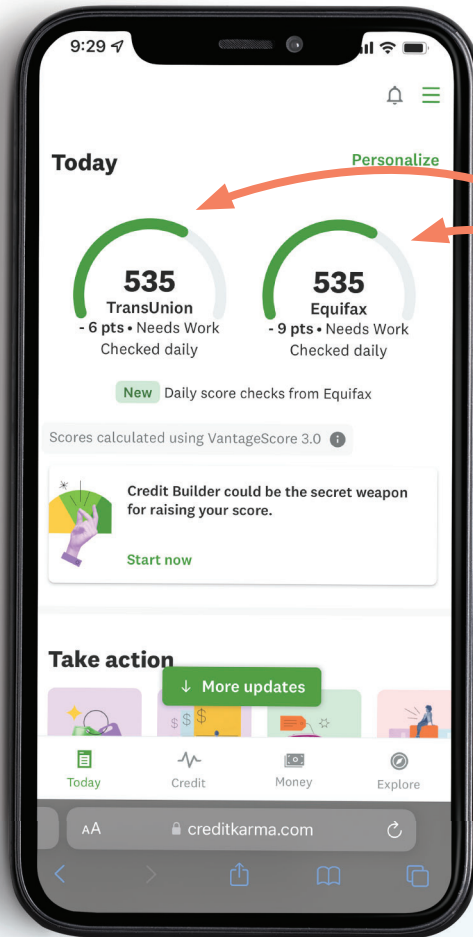 9:29
Today
Personalize
535
TransUnion
- 6 pts • Needs Work
Checked daily
535
Equifax
- 9 pts • Needs Work
Checked daily
New Daily score checks from Equifax
Scores calculated using VantageScore 3.0
Credit Builder could be the secret weapon
for raising your score.
Start now
Take action
$ $ $
↓ More updates
Today
Credit
Money
Explore
AA
creditkarma.com